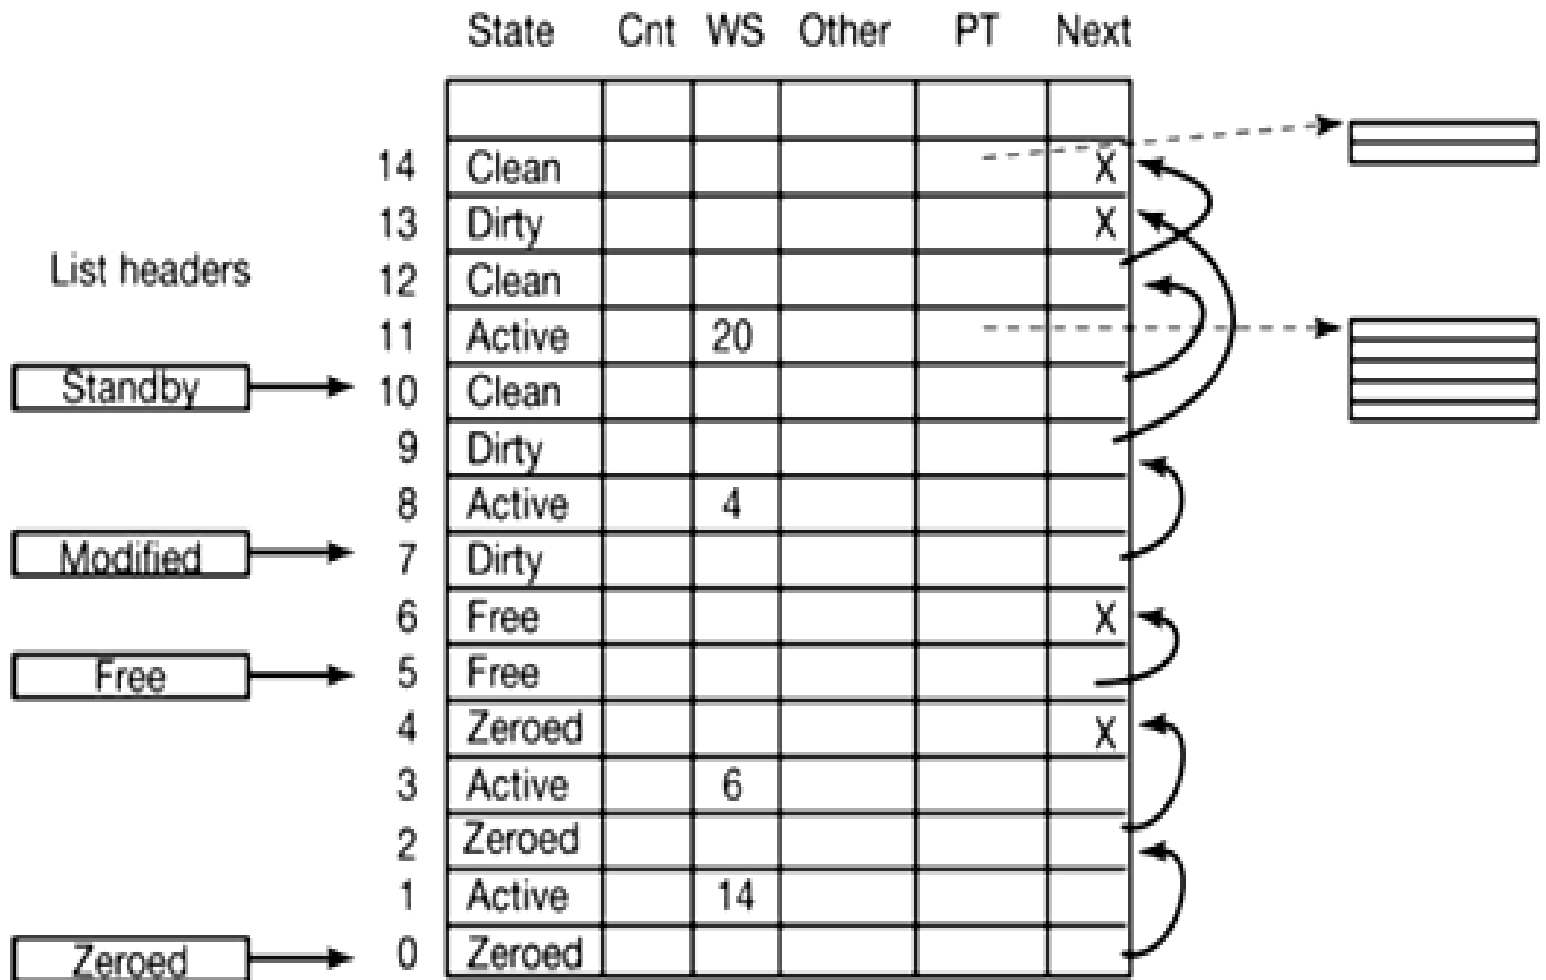 State Cnt WS Other PT Next
14 Clean X
13 Dirty X
List headers
12 Clean
11 Active 20
Standby 10 Clean
9 Dirty
8 Active 4
Modified 7 Dirty
6 Free X
Free 5 Free
4 Zeroed X
3 Active 6
2 Zeroed
1 Active 14
Zeroed 0 Zeroed